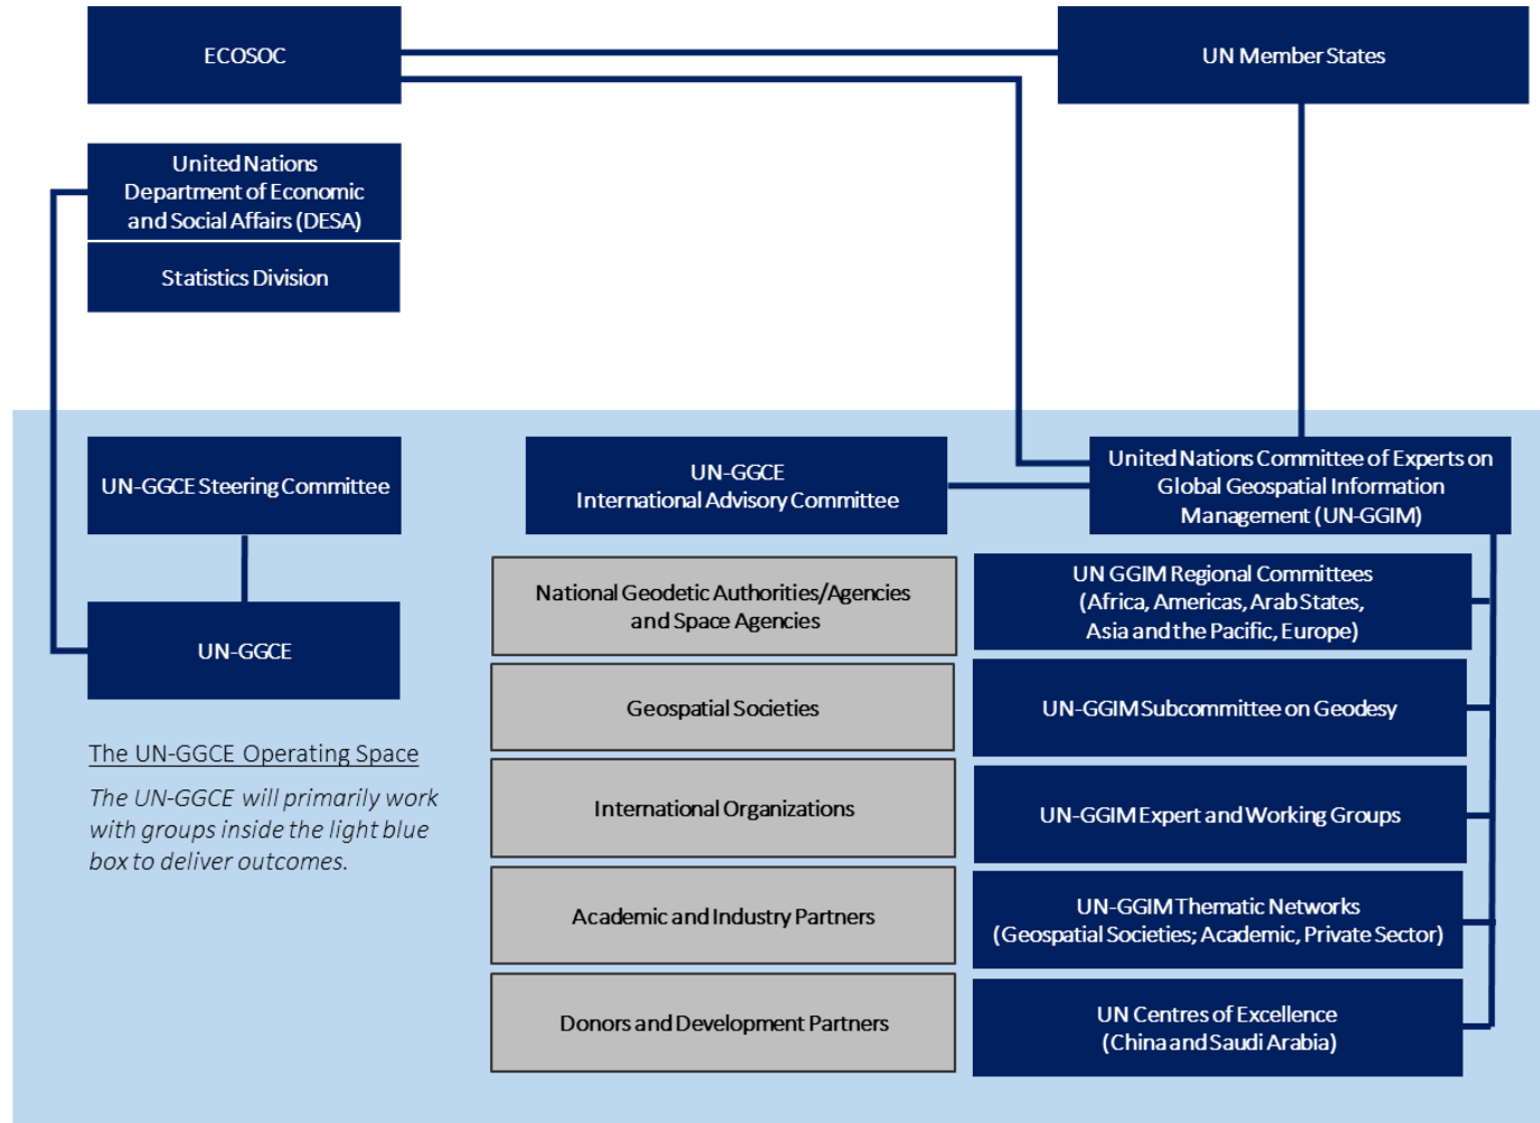 ECOSOC
UN Member States
United Nations
Department of Economic
and Social Affairs (DESA)
Statistics Division
UN-GGCE Steering Committee
UN-GGCE
International Advisory Committee
United Nations Committee of Experts on
Global Geospatial Information
Management (UN-GGIM)
UN-GGCE
The UN-GGCE Operating Space
The UN-GGCE will primarily work
with groups inside the light blue
box to deliver outcomes.
National Geodetic Authorities/Agencies
and Space Agencies
Geospatial Societies
International Organizations
Academic and Industry Partners
Donors and Development Partners
UN GGIM Regional Committees
(Africa, Americas, Arab States,
Asia and the Pacific, Europe)
UN-GGIM Subcommittee on Geodesy
UN-GGIM Expert and Working Groups
UN-GGIM Thematic Networks
(Geospatial Societies; Academic, Private Sector)
UN Centres of Excellence
(China and Saudi Arabia)